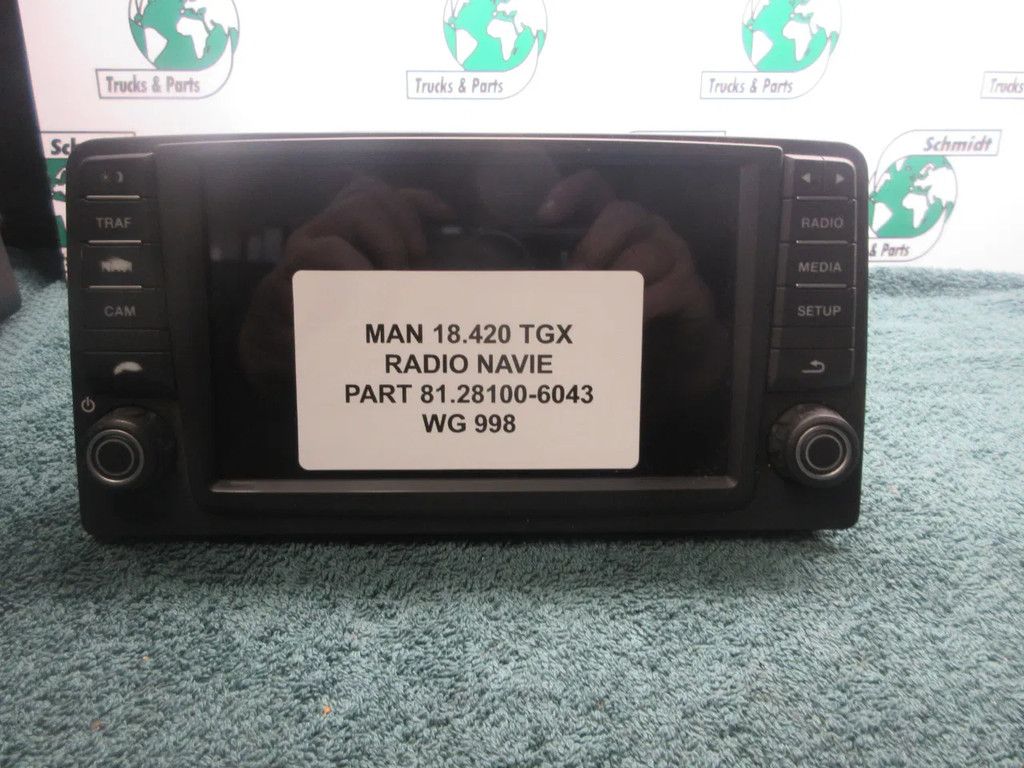 Trucks & Parts
Trucks & Parts
Trucks & Parts
Schmidt
Trucks & Parts
TRAF
NAVI
CAM
RADIO
MEDIA
SETUP
MAN 18.420 TGX
RADIO NAVIE
PART 81.28100-6043
WG 998